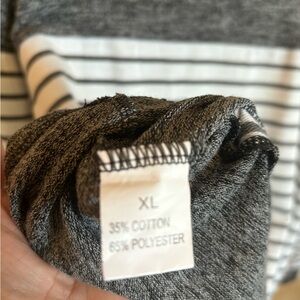 XL
35% COTTON
65% POLYESTER